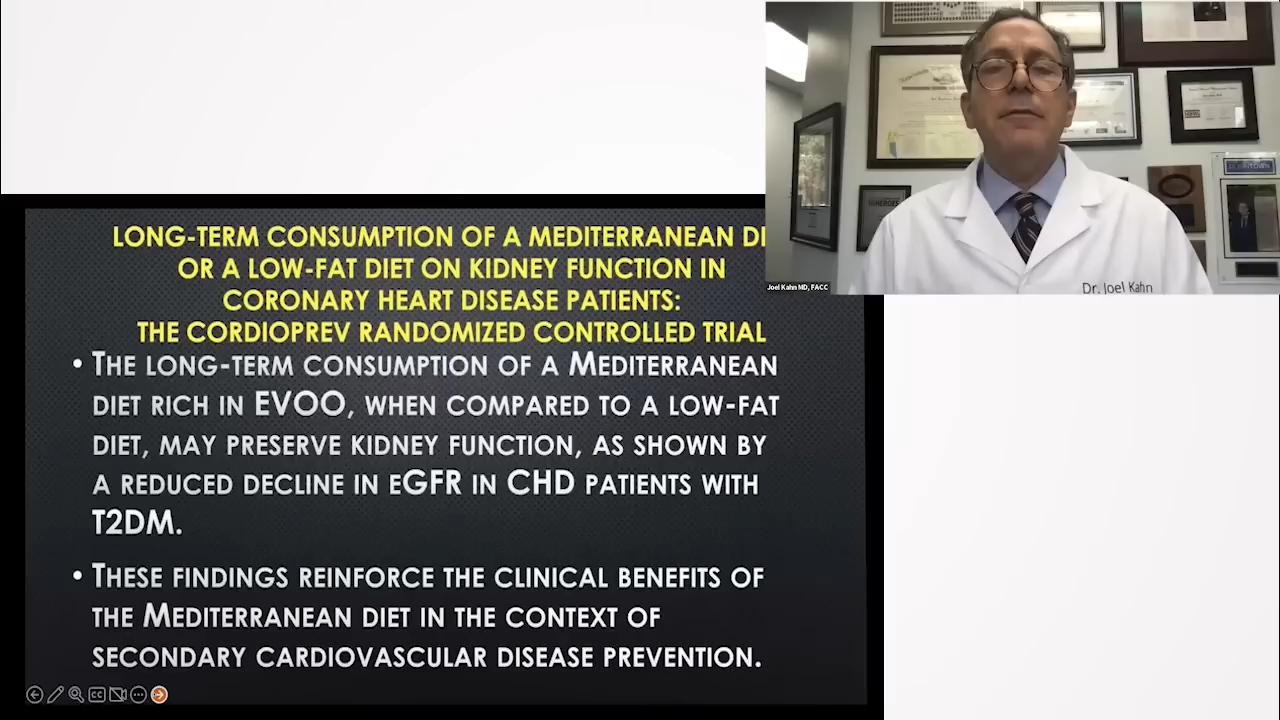 LONG-TERM CONSUMPTION OF A MEDITERRANEAN DI
OR A LOW-FAT DIET ON KIDNEY FUNCTION IN
CORONARY HEART DISEASE PATIENTS:
THE CORDIOPREV RANDOMIZED CONTROLLED TRIAL
• THE LONG-TERM CONSUMPTION OF A MEDITERRANEAN
DIET RICH IN EVOO, WHEN COMPARED TO A LOW-FAT
DIET, MAY PRESERVE KIDNEY FUNCTION, AS SHOWN BY
A REDUCED DECLINE IN EGFR IN CHD PATIENTS WITH
T2DM.
• THESE FINDINGS REINFORCE THE CLINICAL BENEFITS OF
THE MEDITERRANEAN DIET IN THE CONTEXT OF
SECONDARY CARDIOVASCULAR DISEASE PREVENTION.
CC
Joel Kahn MD, FACC
Dr. Joel Kahn
HEROES